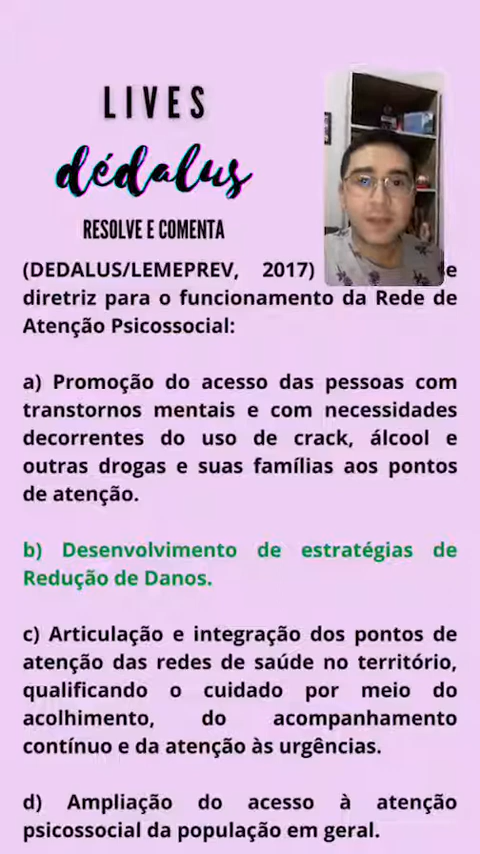 LIVES
dédalus
RESOLVE E COMENTA
(DEDALUS/LEMEPREV, 2017) e
diretriz para o funcionamento da Rede de
Atenção Psicossocial:
a) Promoção do acesso das pessoas com
transtornos mentais e com necessidades
decorrentes do uso de crack, álcool e
outras drogas e suas famílias aos pontos
de atenção.
b) Desenvolvimento de estratégias de
Redução de Danos.
c) Articulação e integração dos pontos de
atenção das redes de saúde no território,
qualificando o cuidado por meio do
acolhimento, do acompanhamento
contínuo e da atenção às urgências.
d) Ampliação do acesso à atenção
psicossocial da população em geral.